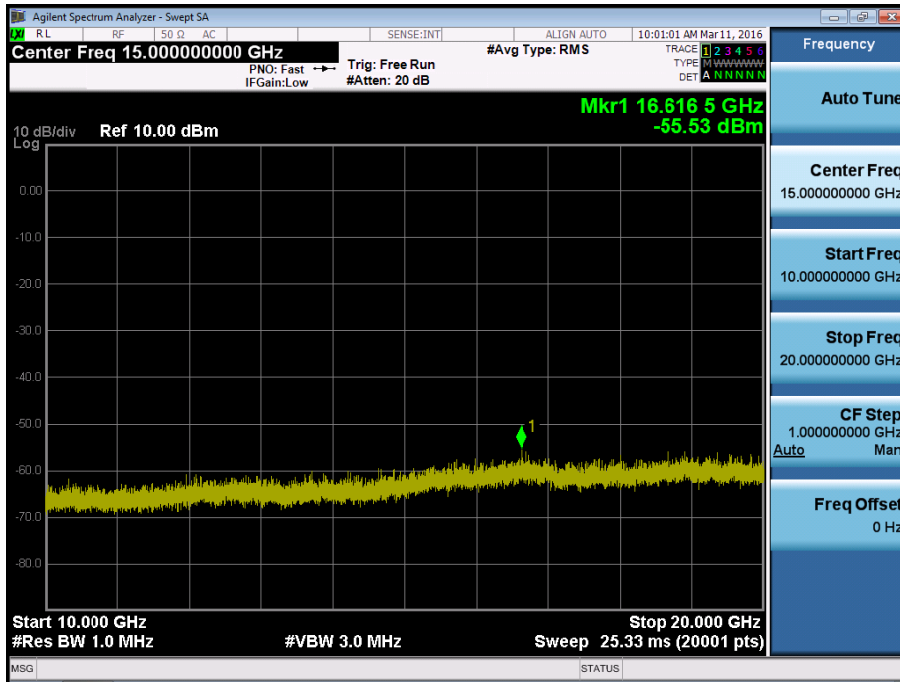 Agilent Spectrum Analyzer - Swept SA
LXI RL RF 50 Ω AC SENSE:INT ALIGN AUTO 10:01:01 AM Mar 11, 2016
Center Freq 15.000000000 GHz
PNO: Fast
IFGain:Low
Trig: Free Run
#Atten: 20 dB
#Avg Type: RMS
TRACE 1 2 3 4 5 6
TYPE M WWWWW
DET A N N N N N
Mkr1 16.616 5 GHz
-55.53 dBm
10 dB/div Ref 10.00 dBm
Log
0.00
-10.0
-20.0
-30.0
-40.0
-50.0
-60.0
-70.0
-80.0
1
Start 10.000 GHz Stop 20.000 GHz
#Res BW 1.0 MHz #VBW 3.0 MHz Sweep 25.33 ms (20001 pts)
MSG STATUS
Frequency
Auto Tune
Center Freq
15.000000000 GHz
Start Freq
10.000000000 GHz
Stop Freq
20.000000000 GHz
CF Step
1.000000000 GHz
Auto Man
Freq Offset
0 Hz